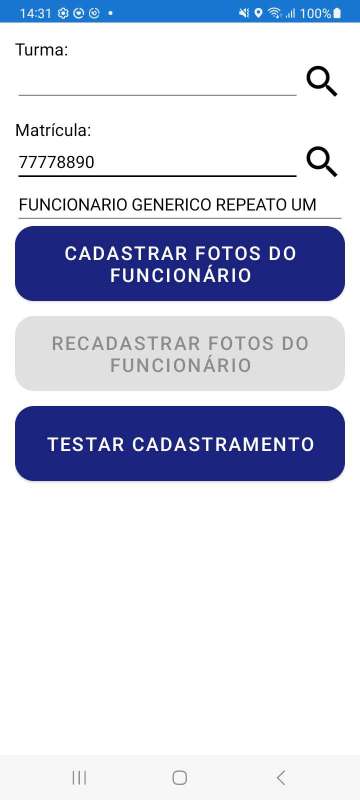 14:31 100%
Turma:
Matrícula:
77778890
FUNCIONARIO GENERICO REPEATO UM
CADASTRAR FOTOS DO
FUNCIONÁRIO
RECADASTRAR FOTOS DO
FUNCIONÁRIO
TESTAR CADASTRAMENTO